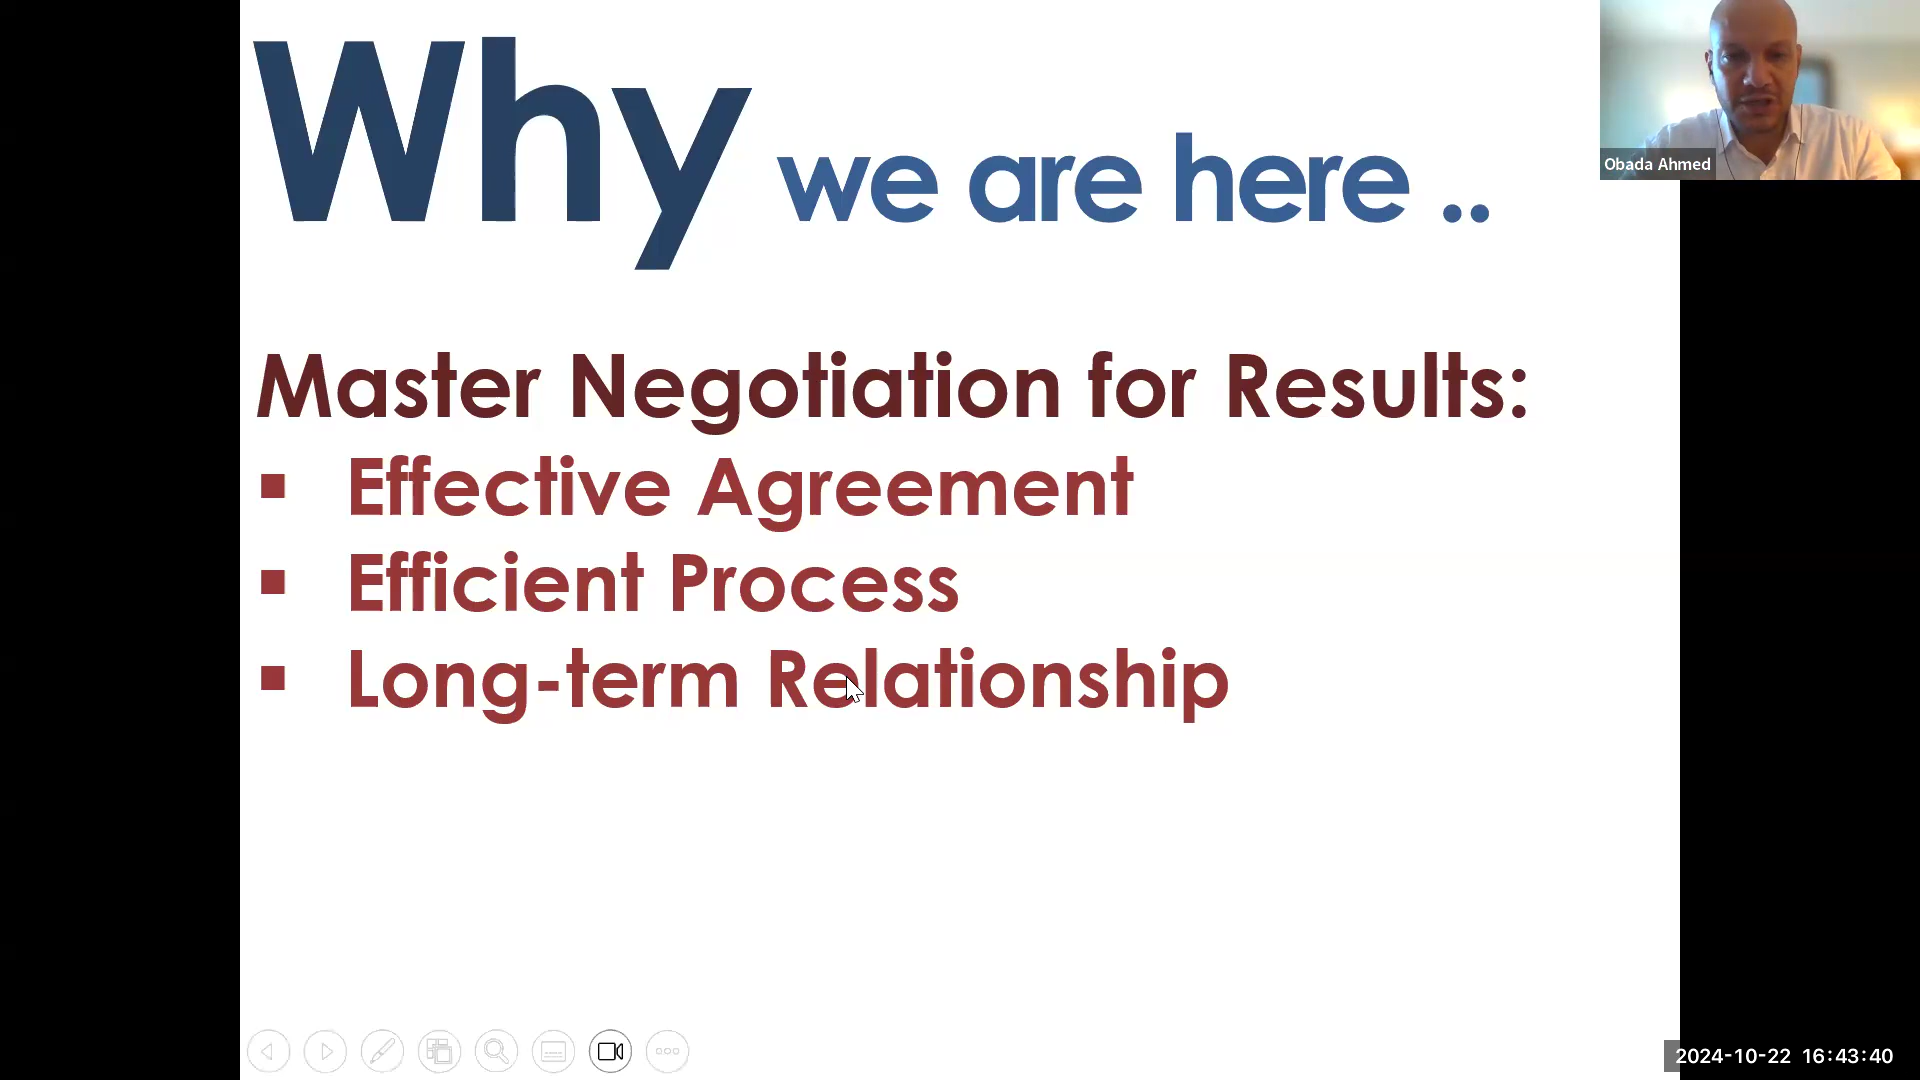 Why we are here ..
Obada Ahmed
Master Negotiation for Results:
▪ Effective Agreement
▪ Efficient Process
▪ Long-term Relationship
2024-10-22 16:43:40